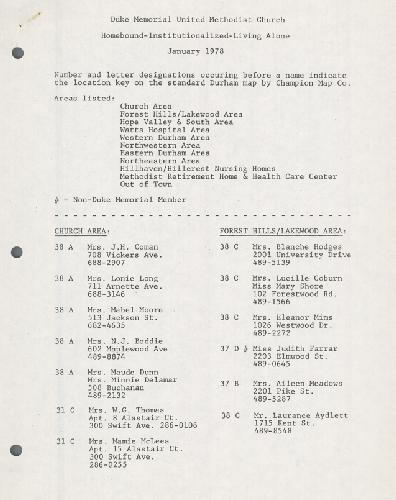 Duke Memorial United Methodist Church
Homebound-Institutionalized-Living Alone
January 1978
Number and letter designations occuring before a name indicate
the location key on the standard Durham map by Champion Map Co.
Areas listed:
Church Area
Forest Hills/Lakewood Area
Hope Valley & South Area
Watts Hospital Area
Western Durham Area
Northwestern Area
Eastern Durham Area
Northeastern Area
Hillhaven/Hillcrest Nursing Homes
Methodist Retirement Home & Health Care Center
Out of Town
# - Non-Duke Memorial Member
CHURCH AREA:
38 A Mrs. J.H. Coman
708 Vickers Ave.
688-2907
38 A Mrs. Lonie Long
711 Arnette Ave.
688-3146
38 A Mrs. Mabel Moorn
513 Jackson St.
682-4635
38 A Mrs. N.J. Boddie
602 Maplewood Ave
489-8874
38 A Mrs. Maude Dunn
Mrs. Minnie Delamar
508 Buchanan
489-2132
31 C Mrs. W.G. Thomas
Apt. 8 Alastair Ct.
300 Swift Ave. 286-0106
31 C Mrs. Mamie McLees
Apt. 15 Alastair Ct.
300 Swift Ave.
286-0255
FOREST HILLS/LAKEWOOD AREA:
38 C Mrs. Blanche Hodges
2001 University Drive
489-5139
38 C Mrs. Lucille Coburn
Miss Mary Shore
102 Forestwood Rd.
489-1566
38 C Mrs. Eleanor Mims
1026 Westwood Dr.
489-2272
37 D # Miss Judith Farrar
2203 Elmwood St.
489-0645
37 B Mrs. Aileen Meadows
2201 Pike St.
489-5287
38 C Mr. Laurance Aydlett
1715 Kent St.
489-8548